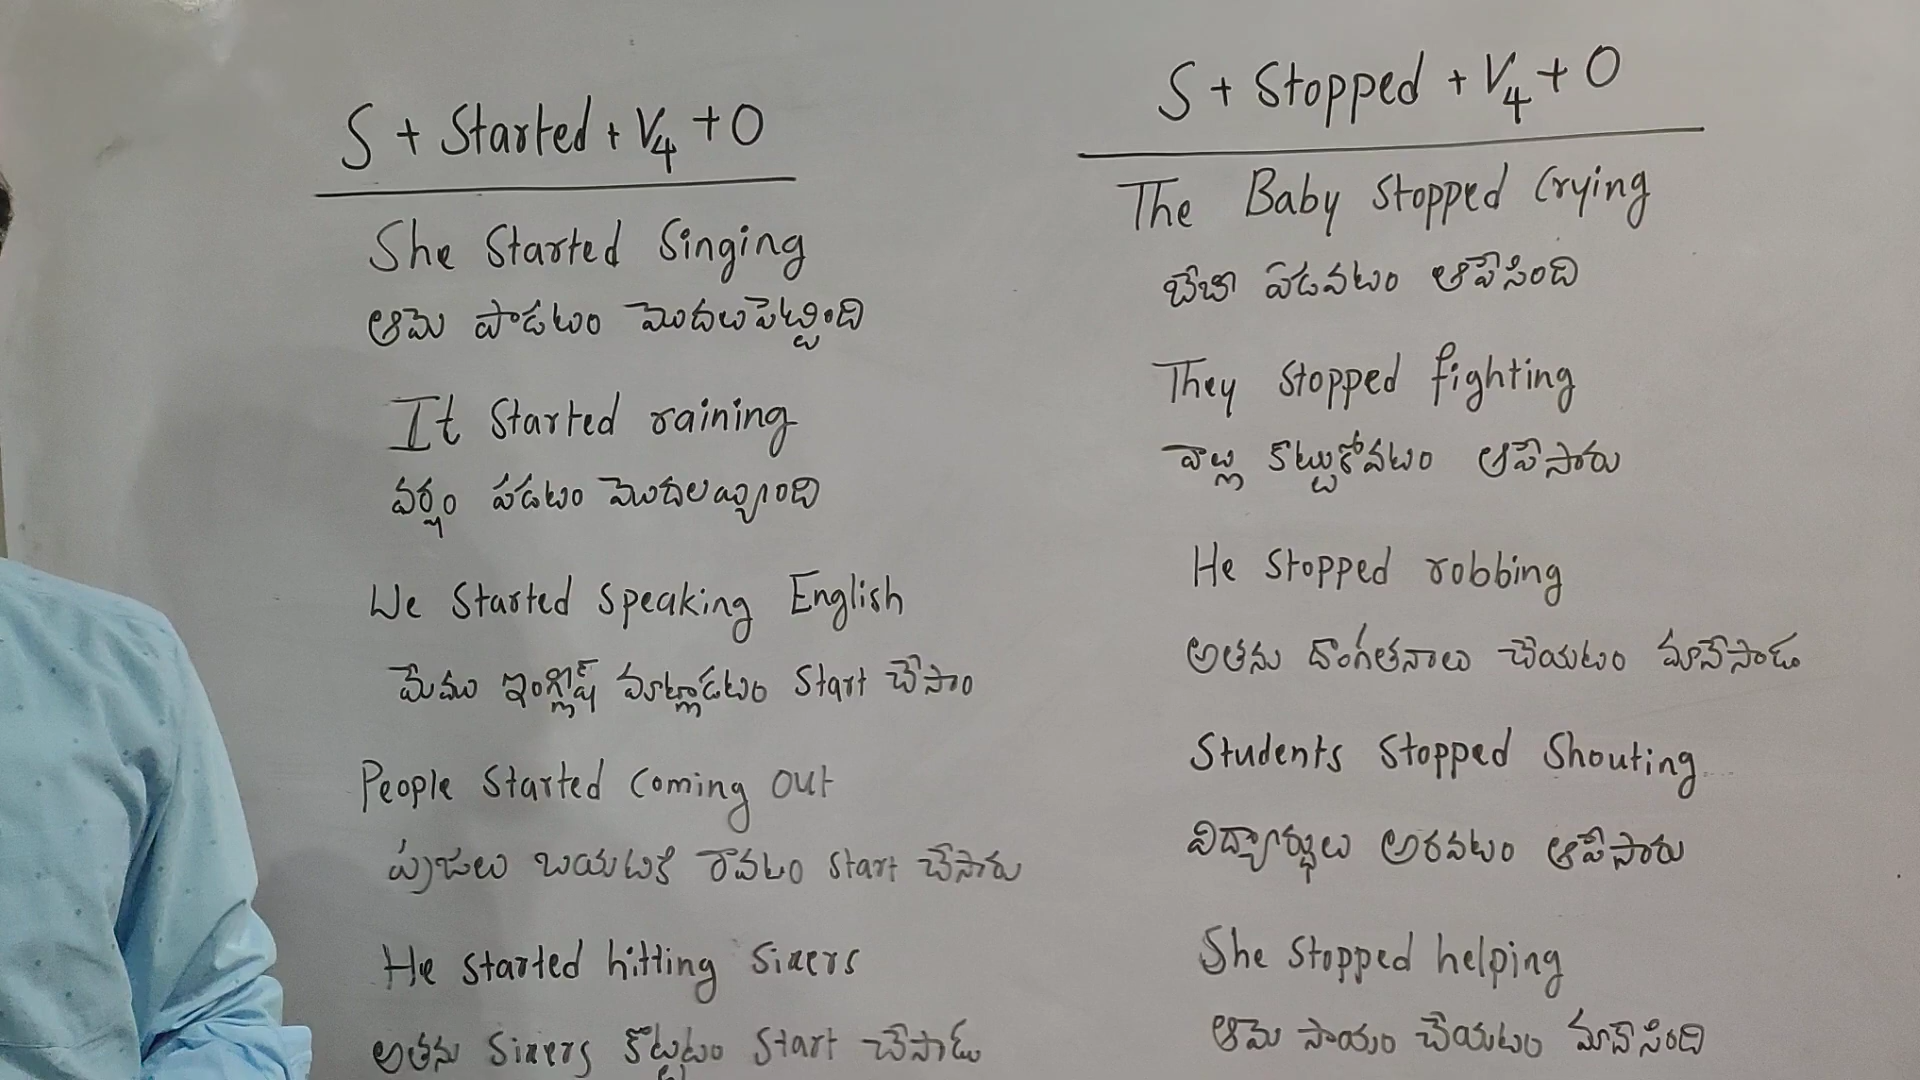 S + Started + V4 + O
She Started Singing
ఆమె పాడటం మొదలుపెట్టింది
It Started raining
వర్షం పడటం మొదలయ్యింది
We Started Speaking English
మేము ఇంగ్లీష్ మాట్లాడటం Start చేసాం
People Started Coming Out
ప్రజలు బయటకి రావటం Start చేసారు
He Started hitting Sixers
అతను Sixers కొట్టటం Start చేసాడు
S + Stopped + V4 + O
The Baby Stopped Crying
బేబీ ఏడవటం ఆపేసింది
They Stopped fighting
వాళ్ల కొట్టుకోవటం ఆపేసారు
He Stopped robbing
అతను దొంగతనాలు చేయటం మానేసాడు
Students Stopped Shouting
విద్యార్థులు అరవటం ఆపేసారు
She Stopped helping
ఆమె సాయం చేయటం మానేసింది